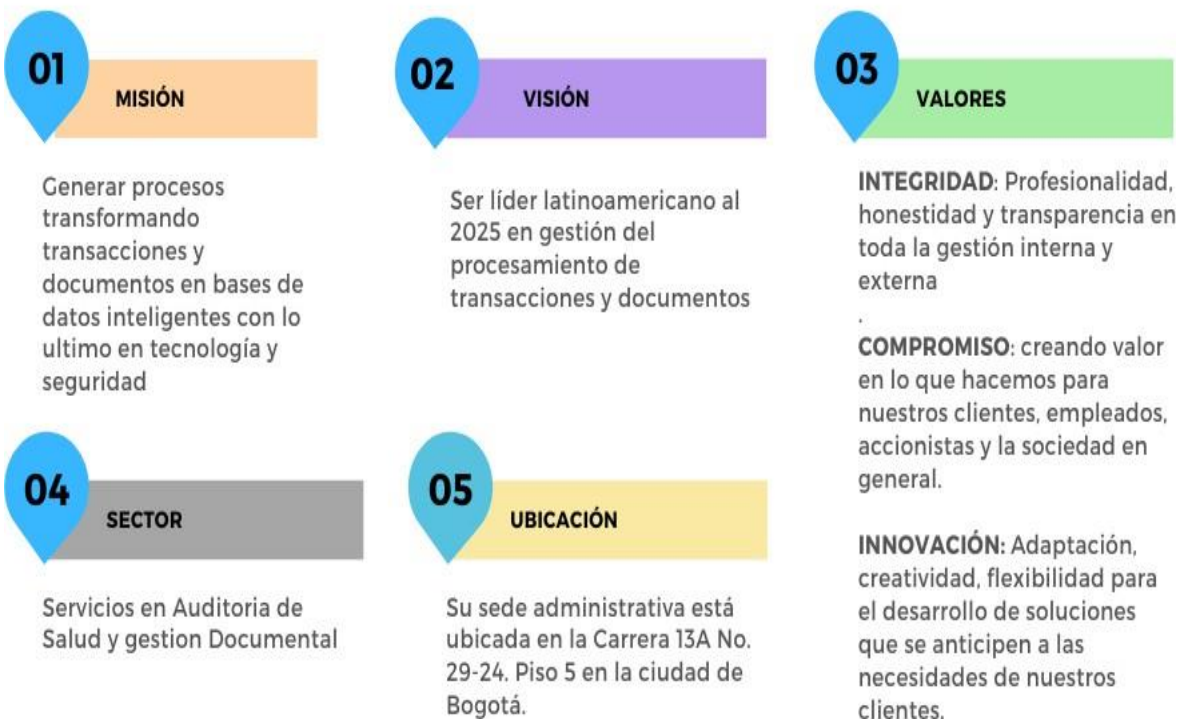 01
MISIÓN
Generar procesos
transformando
transacciones y
documentos en bases de
datos inteligentes con lo
ultimo en tecnología y
seguridad
02
VISIÓN
Ser líder latinoamericano al
2025 en gestión del
procesamiento de
transacciones y documentos
03
VALORES
INTEGRIDAD: Profesionalidad,
honestidad y transparencia en
toda la gestión interna y
externa
.
COMPROMISO: creando valor
en lo que hacemos para
nuestros clientes, empleados,
accionistas y la sociedad en
general.
INNOVACIÓN: Adaptación,
creatividad, flexibilidad para
el desarrollo de soluciones
que se anticipen a las
necesidades de nuestros
clientes.
04
SECTOR
Servicios en Auditoria de
Salud y gestion Documental
05
UBICACIÓN
Su sede administrativa está
ubicada en la Carrera 13A No.
29-24. Piso 5 en la ciudad de
Bogotá.